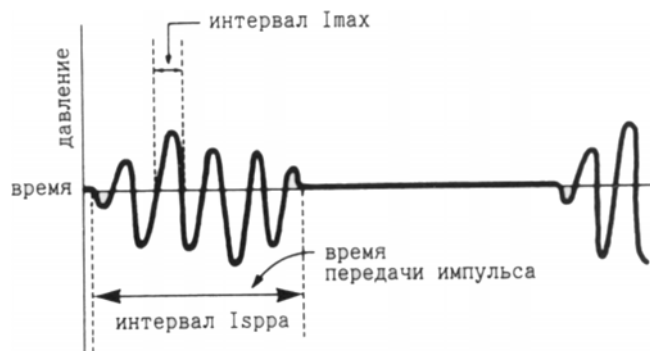 интервал Imax
давление
время
время
передачи импульса
интервал Isppa